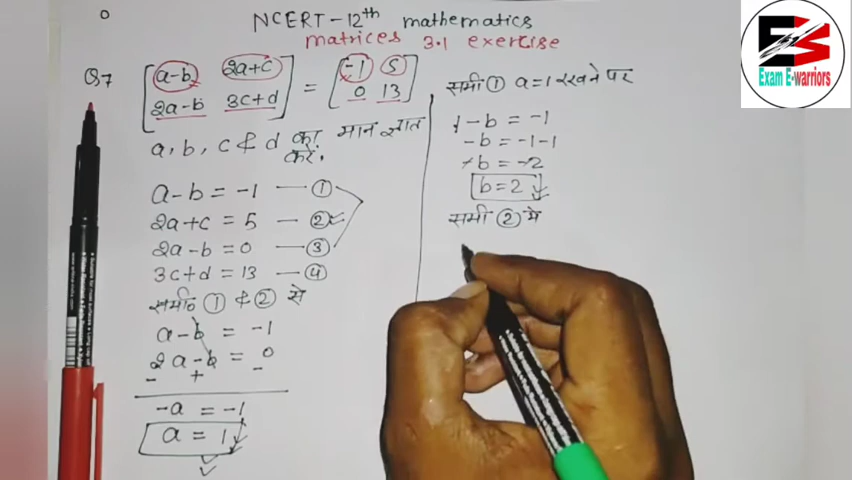 NCERT-12th mathematics
matrices 3.1 exercise
Q7 [a-b 2a+c] = [-1 5]
[2a-b 3c+d] [0 13]
a, b, c & d का मान ज्ञात
करें.
a-b = -1 — ①
2a+c = 5 — ②
2a-b = 0 — ③
3c+d = 13 — ④
समी० ① & ② से
a-b = -1
2a-b = 0
- + -
-a = -1
a = 1
समी ① a=1 रखने पर
1-b = -1
-b = -1-1
-b = -2
b=2
समी ② मे
EXAM E-warriors